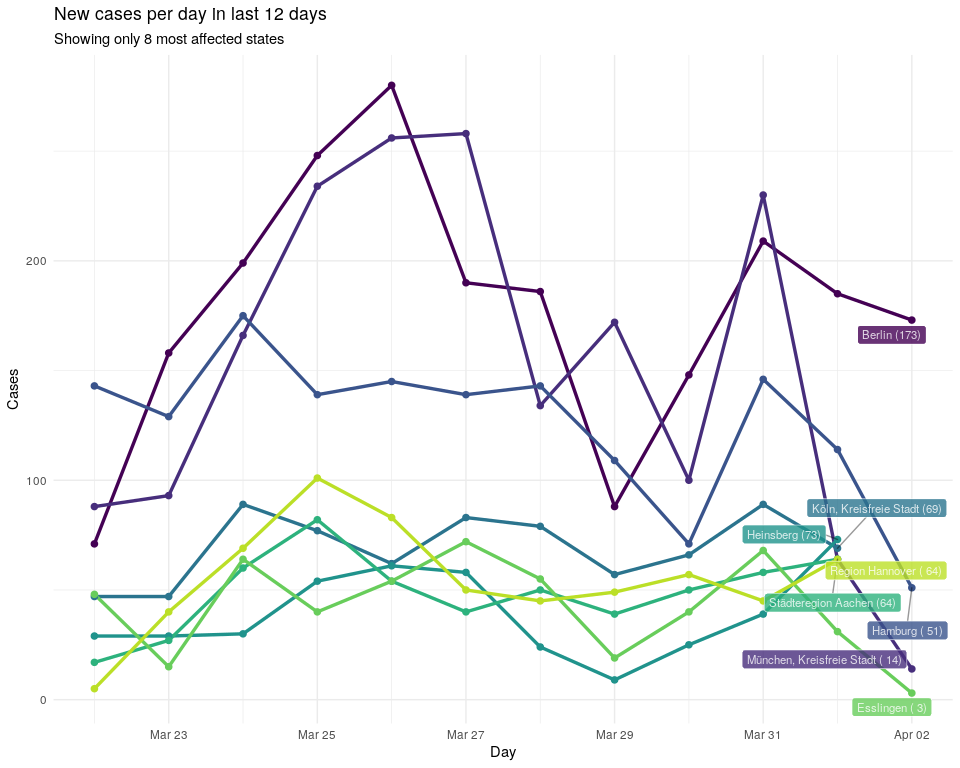 New cases per day in last 12 days
Showing only 8 most affected states
Cases
200
100
0
Berlin (173)
Köln, Kreisfreie Stadt (69)
Heinsberg (73)
Region Hannover ( 64)
Städteregion Aachen (64)
Hamburg ( 51)
München, Kreisfreie Stadt ( 14)
Esslingen ( 3)
Mar 23
Mar 25
Mar 27
Mar 29
Mar 31
Apr 02
Day